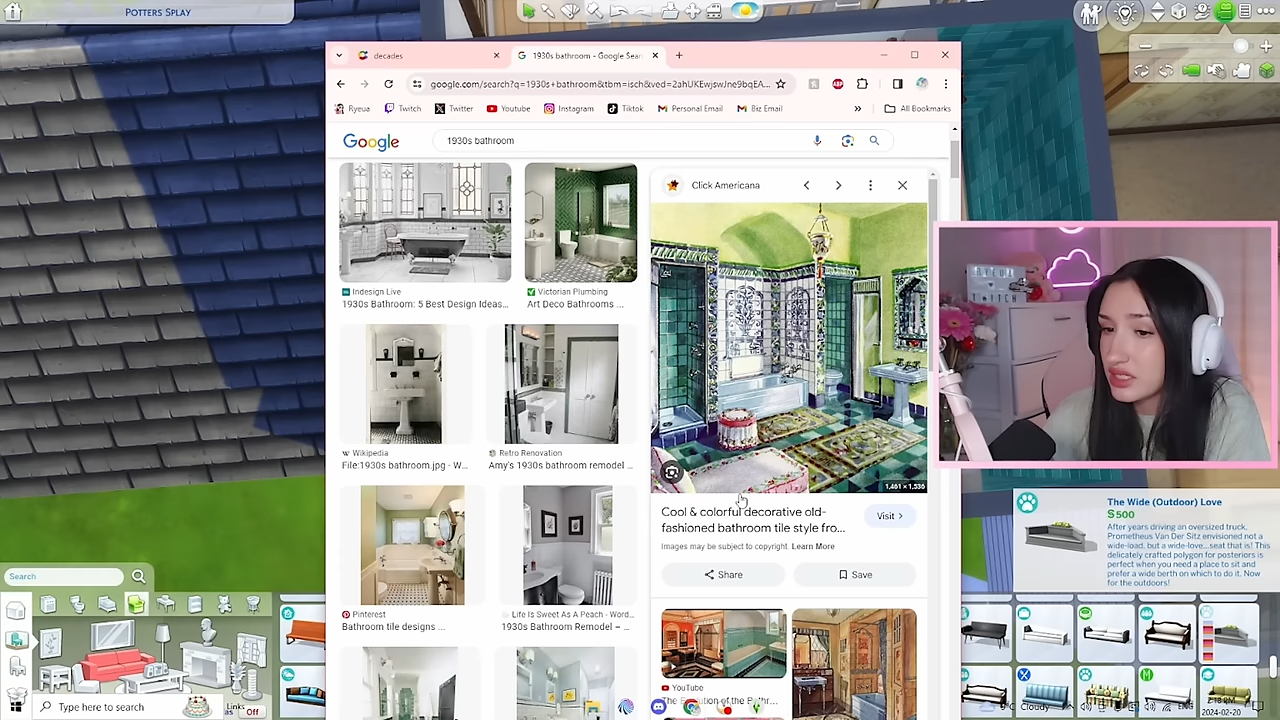 POTTERS SPLAY
decades
1930s bathroom - Google Sear
google.com/search?q=1930s+bathroom&tbm=isch&ved=2ahUKEwjswJne9bqEA...
Ryeua
Twitch
Twitter
Youtube
Instagram
Tiktok
Personal Email
Biz Email
»
All Bookmarks
Google
1930s bathroom
Click Americana
Indesign Live
1930s Bathroom: 5 Best Design Ideas...
Victorian Plumbing
Art Deco Bathrooms ...
Wikipedia
File:1930s bathroom.jpg - W...
Retro Renovation
Amy's 1930s bathroom remodel ...
1,461 × 1,536
Cool & colorful decorative old-
fashioned bathroom tile style fro...
Visit
Images may be subject to copyright. Learn More
Share
Save
Pinterest
Bathroom tile designs ...
Life Is Sweet As A Peach - Word...
1930s Bathroom Remodel – ...
YouTube
The Wide (Outdoor) Love
$500
After years driving an oversized truck,
Prometheus Van Der Sitz envisioned not a
wide-load, but a wide-love...seat that is! This
delicately crafted polygon for posteriors is
perfect when you need a place to sit and
prefer a wide berth on which to do it. Now
for the outdoors!
Search
Links
Off
Type here to search
Cloudy
ENG
2024-02-20